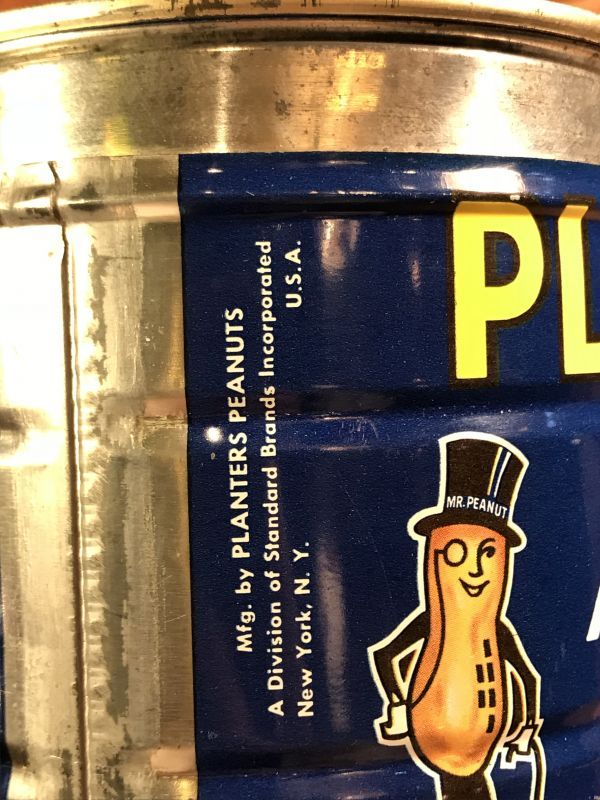 Mfg. by PLANTERS PEANUTS
A Division of Standard Brands Incorporated
New York, N. Y. U.S.A.
PL
MR. PEANUT